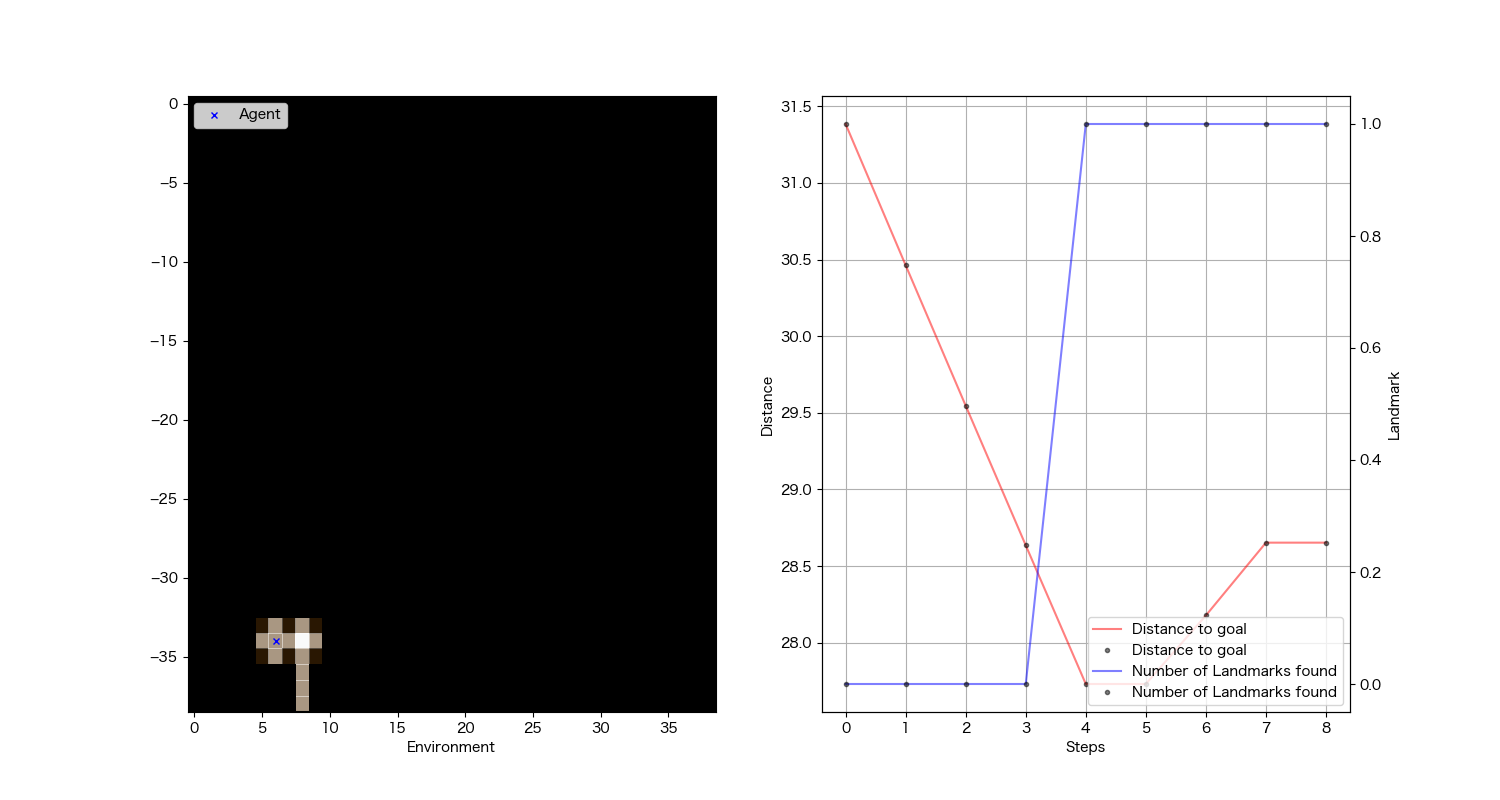 0
−5
−10
−15
−20
−25
−30
−35
Agent
0 5 10 15 20 25 30 35
Environment
31.5
31.0
30.5
30.0
29.5
29.0
28.5
28.0
Distance
Distance to goal
Distance to goal
Number of Landmarks found
Number of Landmarks found
0 1 2 3 4 5 6 7 8
Steps
1.0
0.8
0.6
0.4
0.2
0.0
Landmark